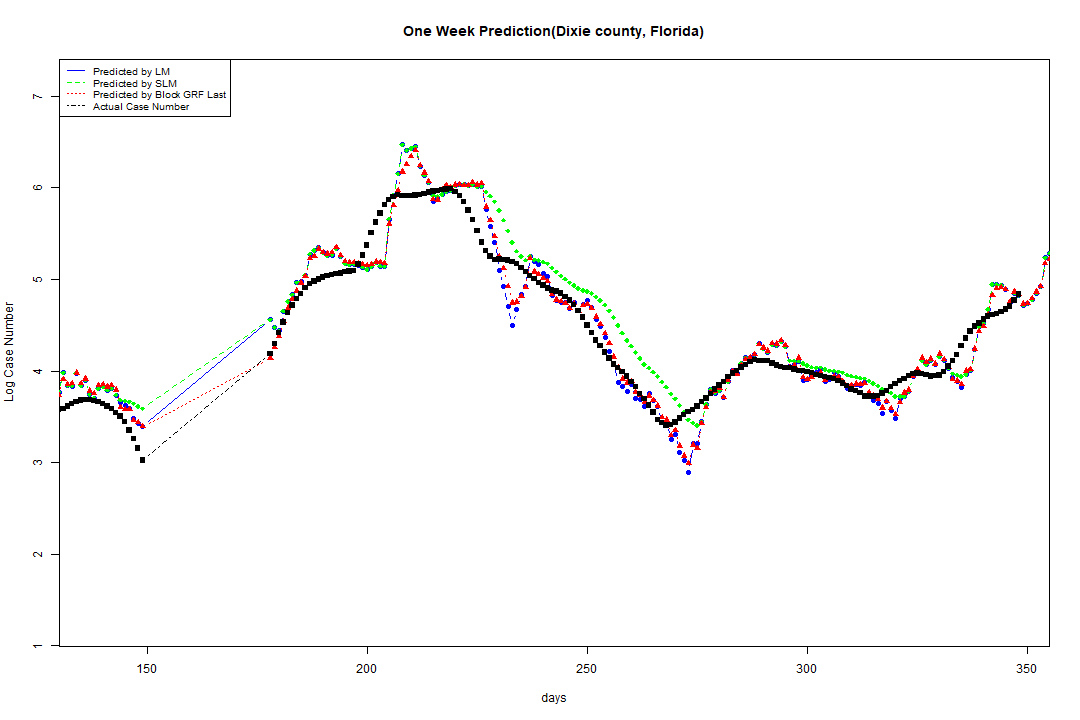 One Week Prediction(Dixie county, Florida)
Predicted by LM
Predicted by SLM
Predicted by Block GRF Last
Actual Case Number
7
6
5
4
3
2
1
Log Case Number
150 200 250 300 350
days